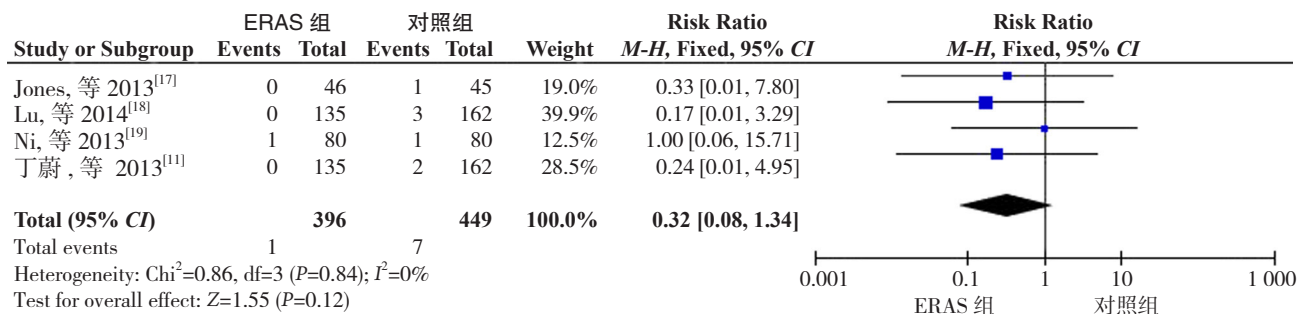 ERAS 组 对照组 Risk Ratio Risk Ratio
Study or Subgroup Events Total Events Total Weight M-H, Fixed, 95% CI M-H, Fixed, 95% CI
Jones, 等 2013[17] 0 46 1 45 19.0% 0.33 [0.01, 7.80]
Lu, 等 2014[18] 0 135 3 162 39.9% 0.17 [0.01, 3.29]
Ni, 等 2013[19] 1 80 1 80 12.5% 1.00 [0.06, 15.71]
丁蔚 , 等 2013[11] 0 135 2 162 28.5% 0.24 [0.01, 4.95]
Total (95% CI) 396 449 100.0% 0.32 [0.08, 1.34]
Total events 1 7
Heterogeneity: Chi²=0.86, df=3 (P=0.84); I²=0%
Test for overall effect: Z=1.55 (P=0.12)
0.001 0.1 1 10 1 000
ERAS 组 对照组